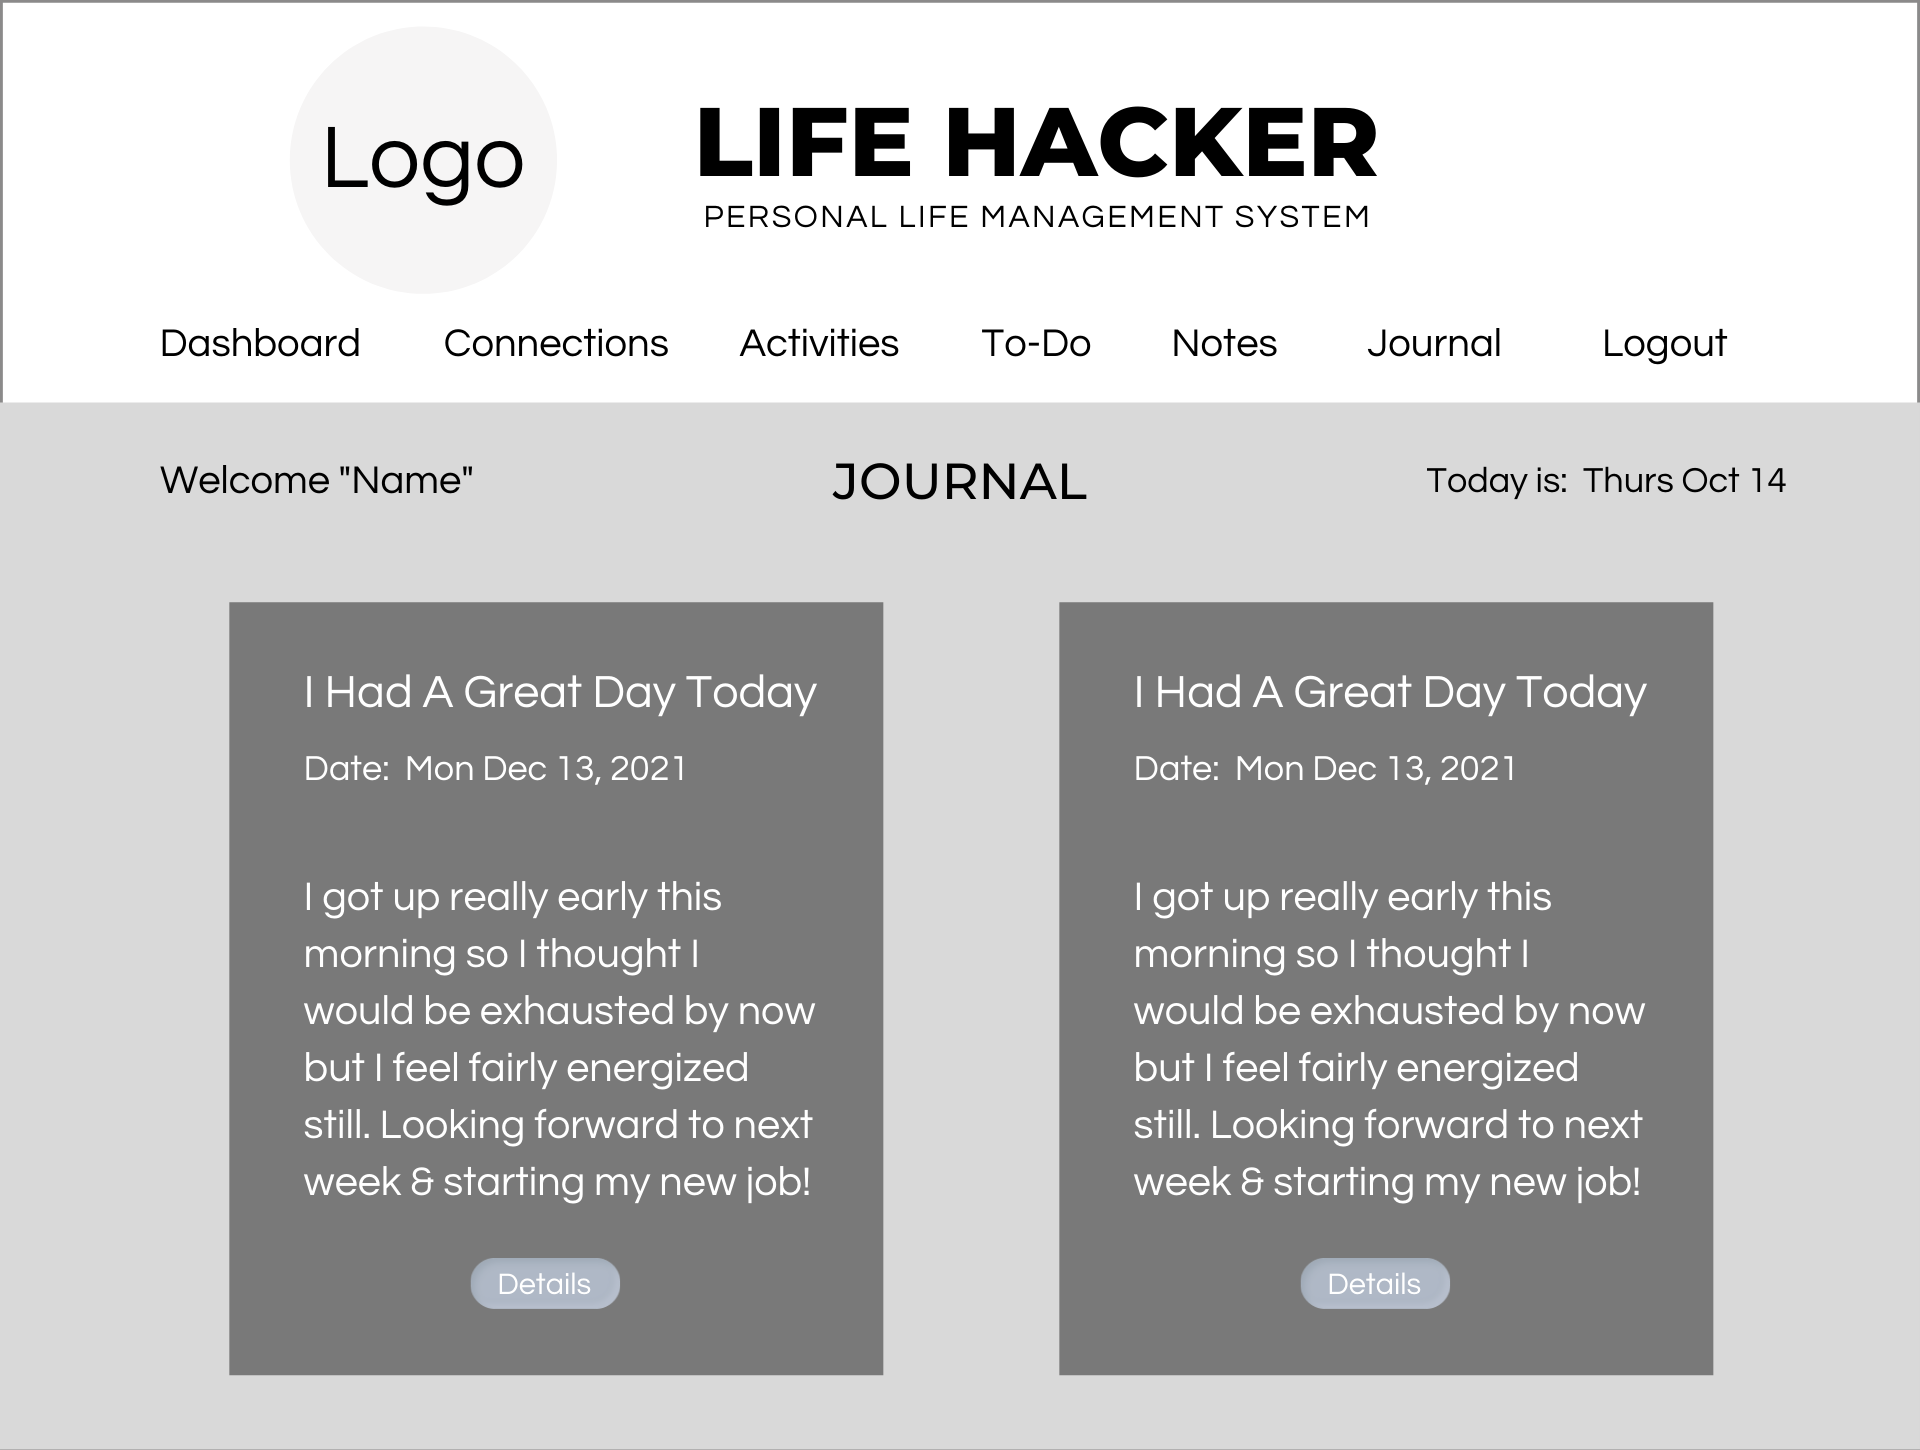 Logo
LIFE HACKER
PERSONAL LIFE MANAGEMENT SYSTEM
Dashboard Connections Activities To-Do Notes Journal Logout
Welcome "Name" JOURNAL Today is: Thurs Oct 14
I Had A Great Day Today
Date: Mon Dec 13, 2021
I got up really early this
morning so I thought I
would be exhausted by now
but I feel fairly energized
still. Looking forward to next
week & starting my new job!
Details
I Had A Great Day Today
Date: Mon Dec 13, 2021
I got up really early this
morning so I thought I
would be exhausted by now
but I feel fairly energized
still. Looking forward to next
week & starting my new job!
Details